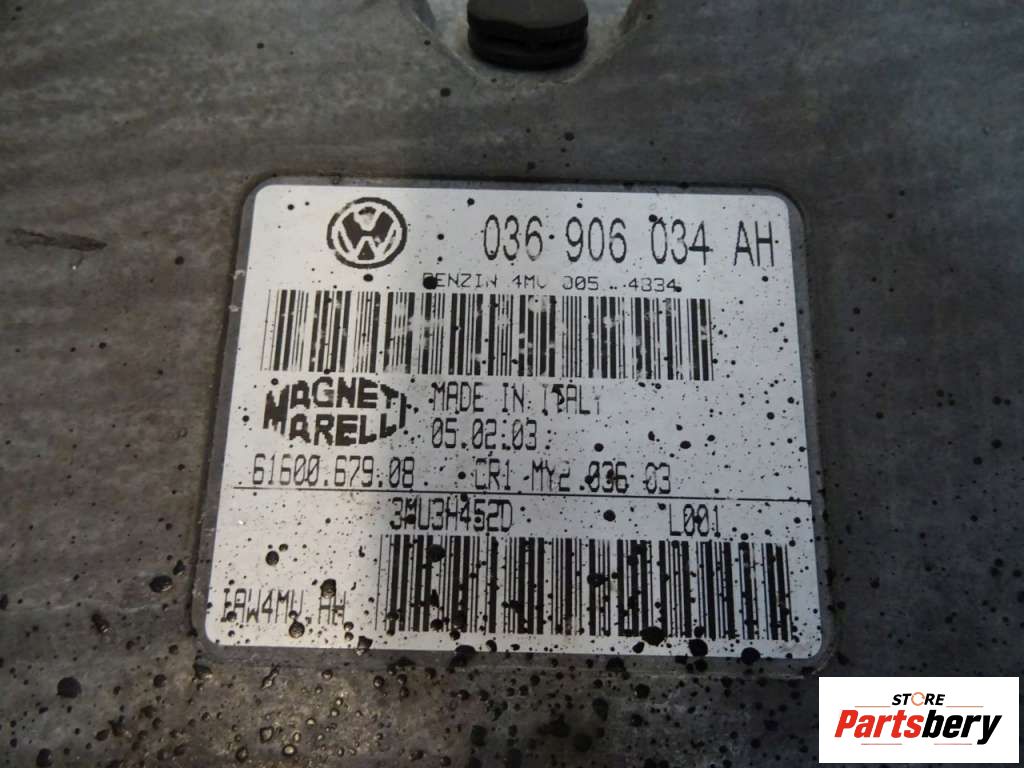 036 906 034 AH
BENZIN 4MV 005 4334
MAGNETI
MARELLI
MADE IN ITALY
05.02.03
61600.679.08 CR1 MY2.036 03
3MU3H452D L001
IAW4MV.AH
STORE
Partsbery